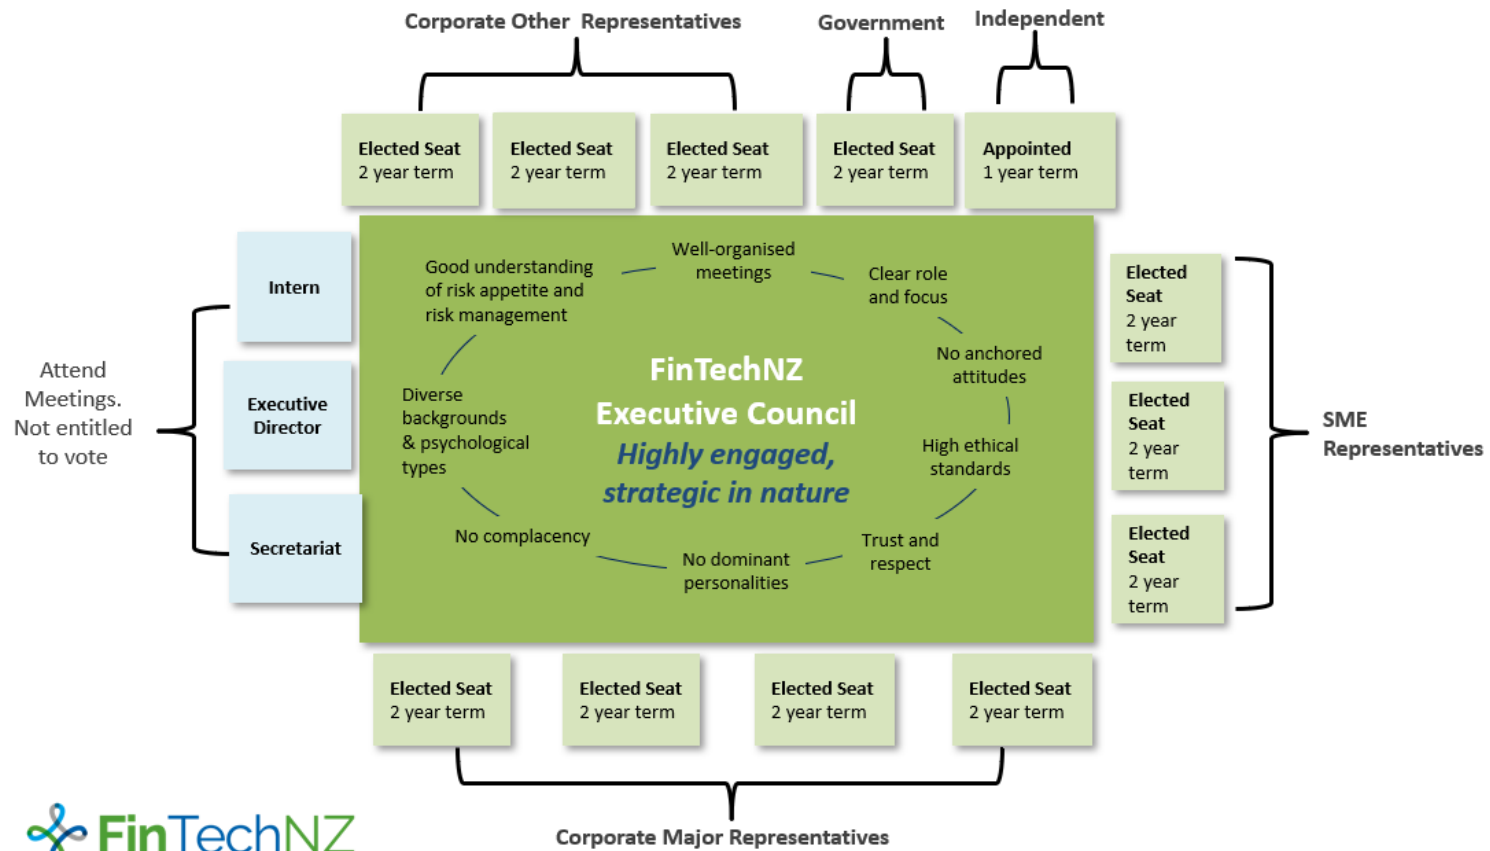 Corporate Other Representatives
Government
Independent
Elected Seat
2 year term
Elected Seat
2 year term
Elected Seat
2 year term
Elected Seat
2 year term
Appointed
1 year term
Attend
Meetings.
Not entitled
to vote
Intern
Executive
Director
Secretariat
Well-organised
meetings
Clear role
and focus
No anchored
attitudes
High ethical
standards
Trust and
respect
No dominant
personalities
No complacency
Diverse
backgrounds
& psychological
types
Good understanding
of risk appetite and
risk management
FinTechNZ
Executive Council
Highly engaged,
strategic in nature
Elected
Seat
2 year
term
Elected
Seat
2 year
term
Elected
Seat
2 year
term
SME
Representatives
Elected Seat
2 year term
Elected Seat
2 year term
Elected Seat
2 year term
Elected Seat
2 year term
Corporate Major Representatives
FinTechNZ